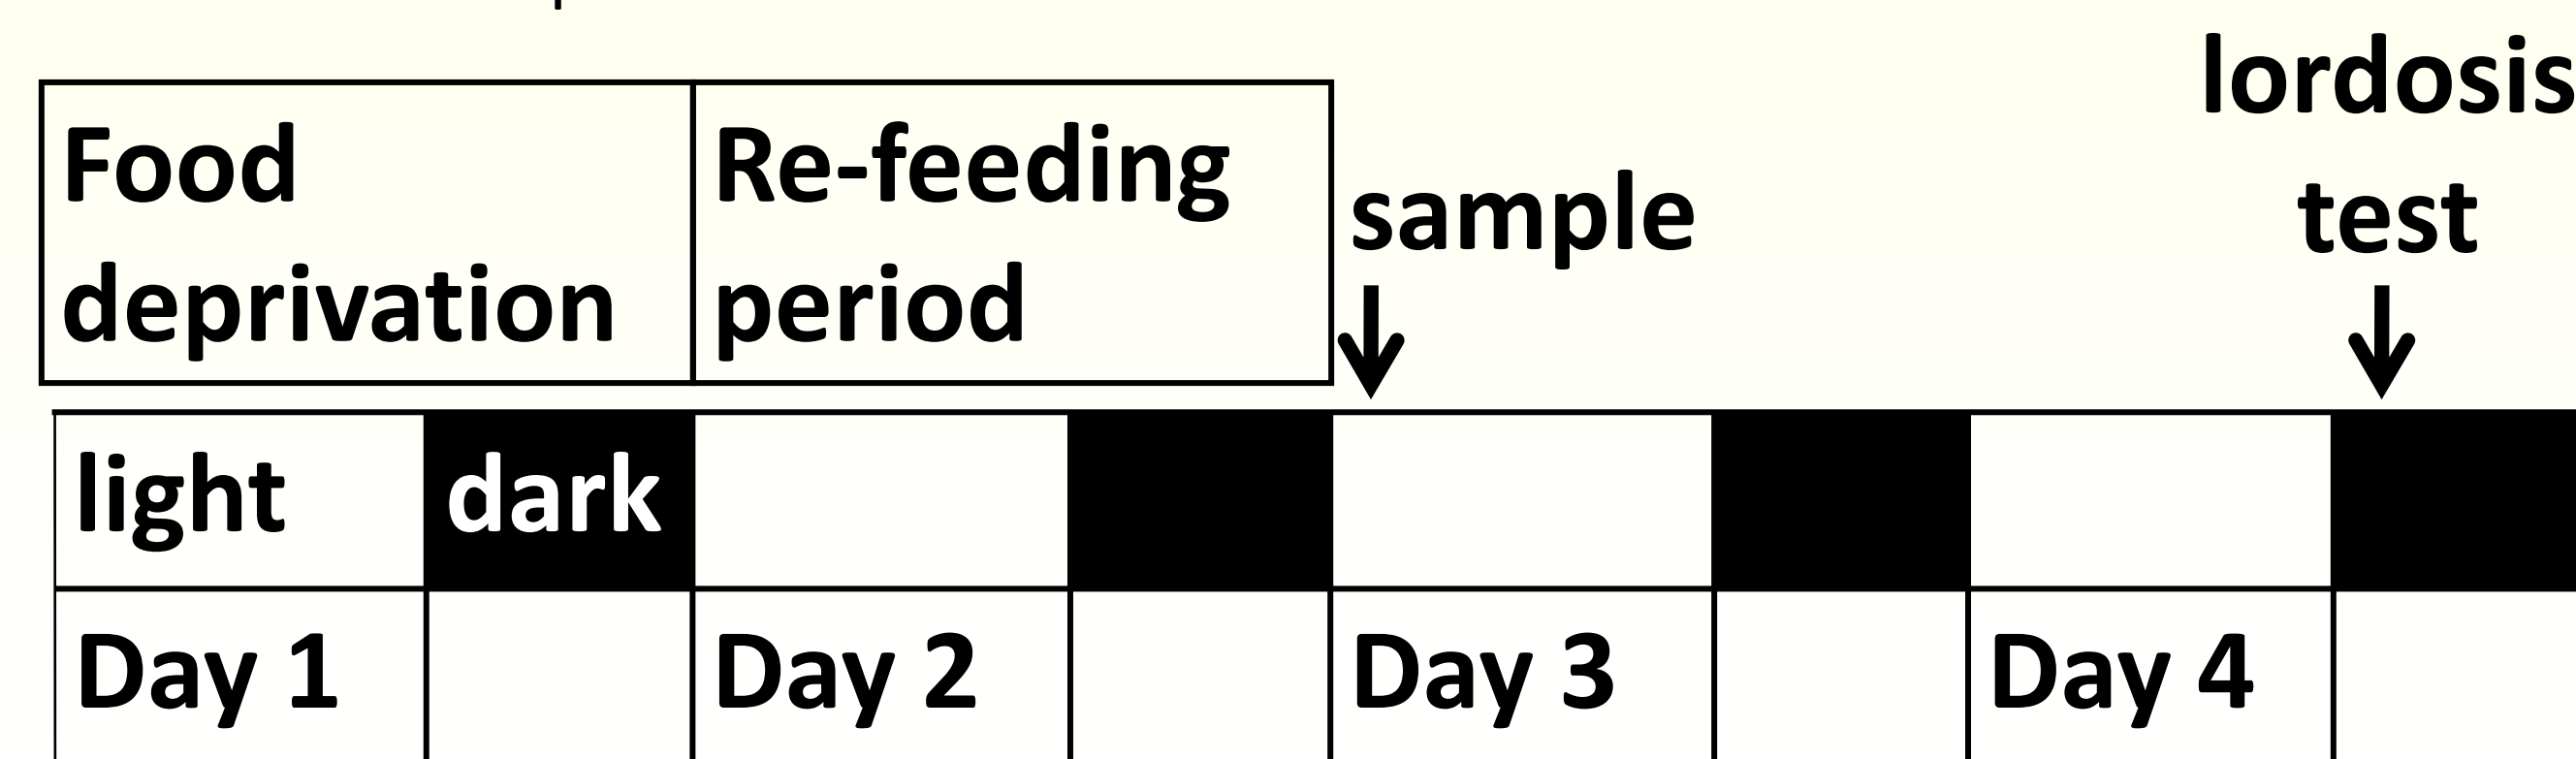 Food
deprivation
Re-feeding
period
sample
lordosis
test
light
dark
Day 1
Day 2
Day 3
Day 4